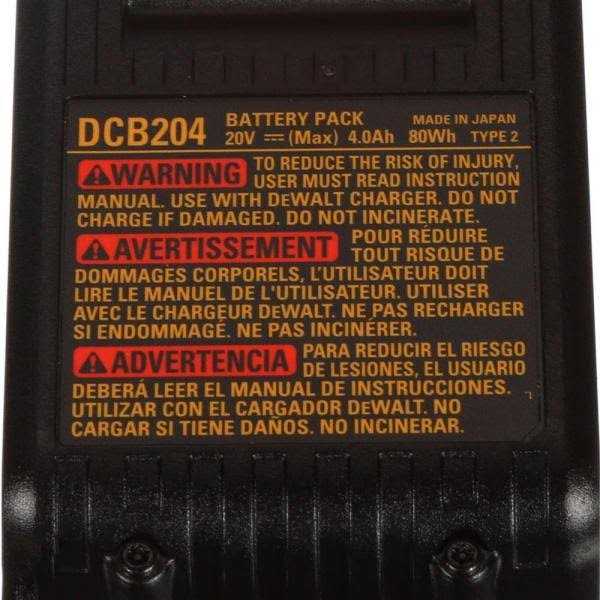 DCB204 BATTERY PACK MADE IN JAPAN
20V ⎓ (Max) 4.0Ah 80Wh TYPE 2
⚠WARNING TO REDUCE THE RISK OF INJURY,
USER MUST READ INSTRUCTION
MANUAL. USE WITH DEWALT CHARGER. DO NOT
CHARGE IF DAMAGED. DO NOT INCINERATE.
⚠AVERTISSEMENT POUR RÉDUIRE
TOUT RISQUE DE
DOMMAGES CORPORELS, L'UTILISATEUR DOIT
LIRE LE MANUEL DE L'UTILISATEUR. UTILISER
AVEC LE CHARGEUR DEWALT. NE PAS RECHARGER
SI ENDOMMAGÉ. NE PAS INCINÉRER.
⚠ADVERTENCIA PARA REDUCIR EL RIESGO
DE LESIONES, EL USUARIO
DEBERÁ LEER EL MANUAL DE INSTRUCCIONES.
UTILIZAR CON EL CARGADOR DEWALT. NO
CARGAR SI TIENE DAÑOS. NO INCINERAR.